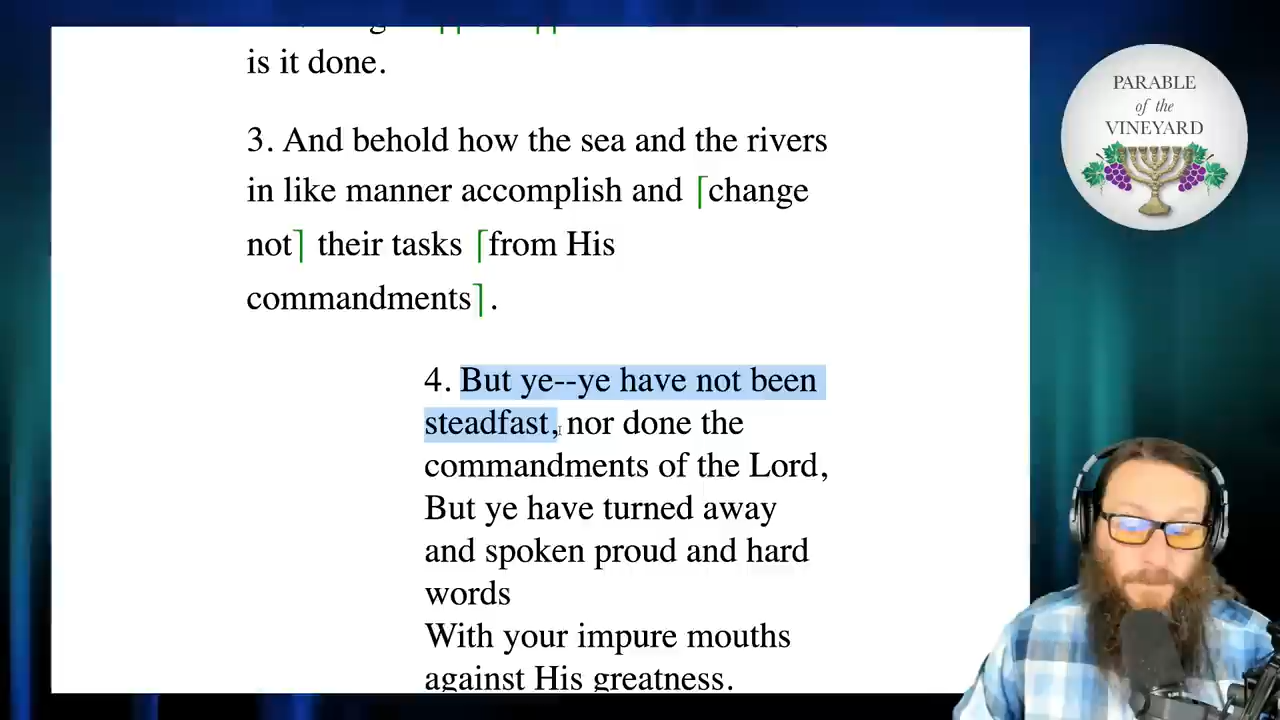 is it done.
3. And behold how the sea and the rivers
in like manner accomplish and ⌈change
not⌉ their tasks ⌈from His
commandments⌉.
4. But ye--ye have not been
steadfast, nor done the
commandments of the Lord,
But ye have turned away
and spoken proud and hard
words
With your impure mouths
against His greatness.
PARABLE
of the
VINEYARD